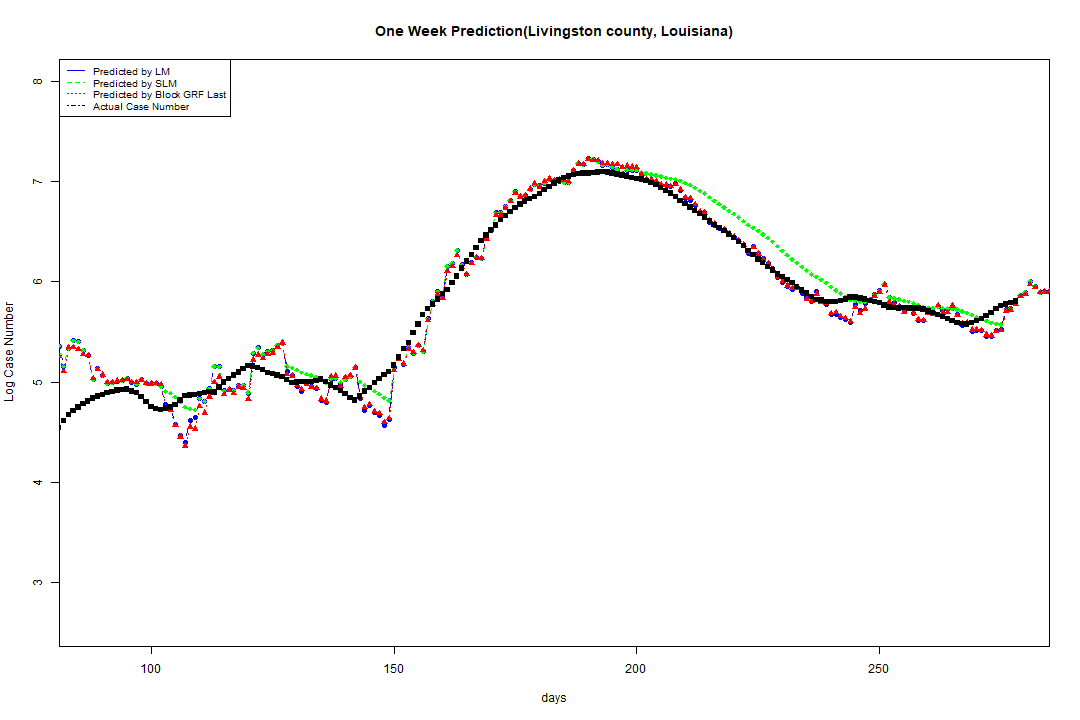 One Week Prediction(Livingston county, Louisiana)
Predicted by LM
Predicted by SLM
Predicted by Block GRF Last
Actual Case Number
8
7
6
5
4
3
Log Case Number
100 150 200 250
days